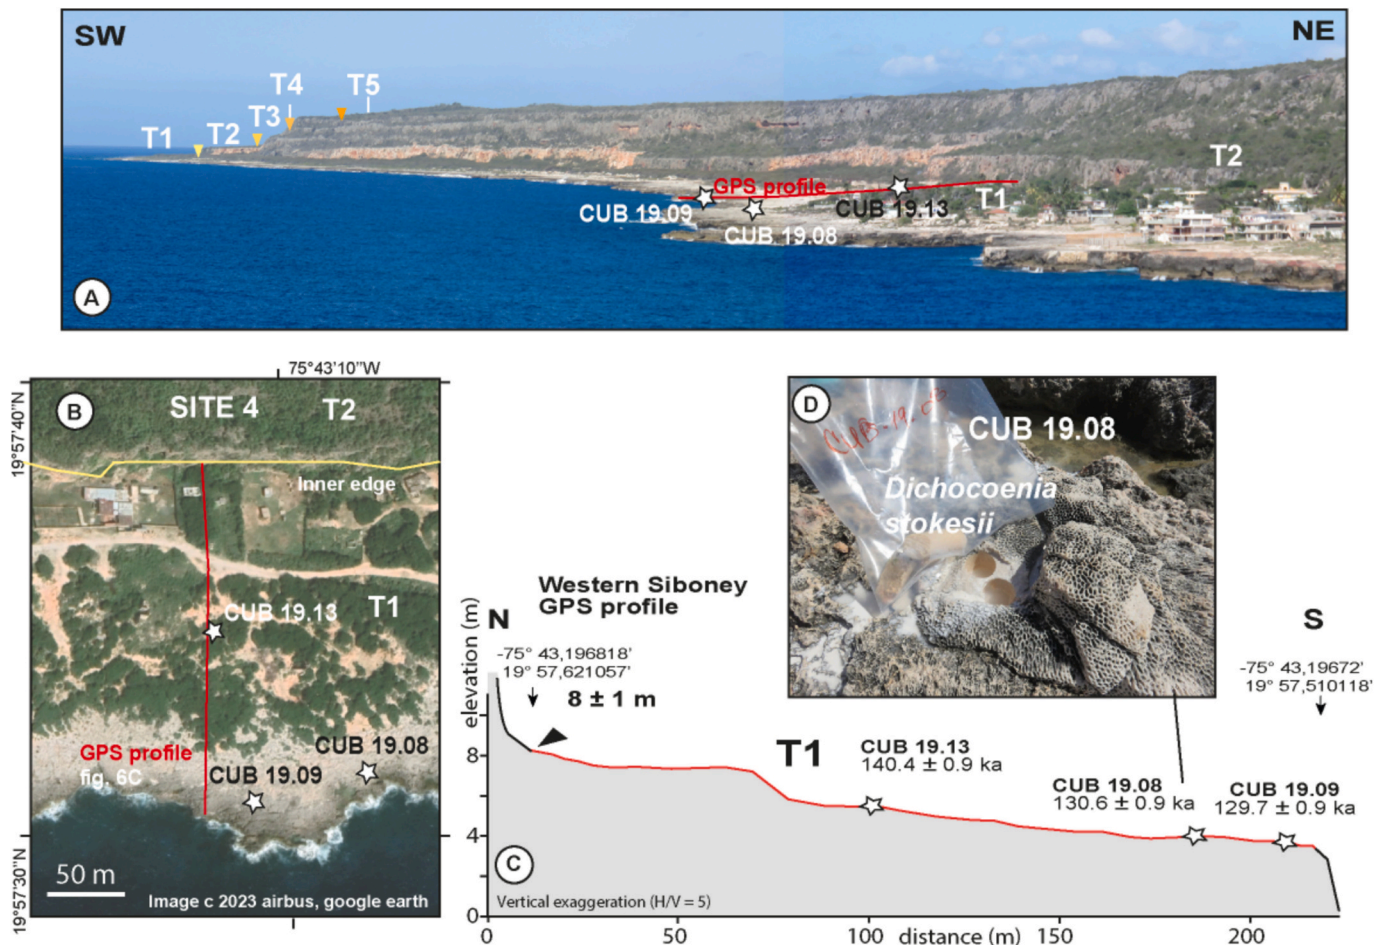 SW
NE
T4
T5
T3
T1
T2
T2
GPS profile
T1
CUB 19.09
CUB 19.13
CUB 19.08
A
75°43'10''W
19°57'40''N
B
SITE 4
T2
Inner edge
CUB 19.13
T1
GPS profile
fig. 6C
CUB 19.08
CUB 19.09
50 m
Image c 2023 airbus, google earth
19°57'30''N
D
CUB 19.08
Dichocoenia
stokesii
Western Siboney
GPS profile
N
S
-75° 43,196818'
19° 57,621057'
8 ± 1 m
-75° 43,19672'
19° 57,510118'
elevation (m)
T1
CUB 19.13
140.4 ± 0.9 ka
CUB 19.08
130.6 ± 0.9 ka
CUB 19.09
129.7 ± 0.9 ka
8
4
0
C
Vertical exaggeration (H/V = 5)
0
50
100
distance (m)
150
200